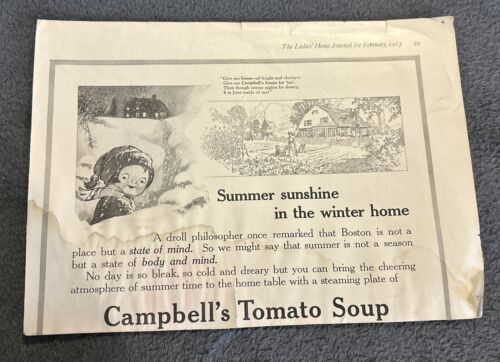 The Ladies' Home Journal for February, 1917 39
"Give me home—all bright and cheery—
Give me Campbell's Soups for 'tea';
Then though winter nights be dreary,
It is June inside of me!"
Summer sunshine
in the winter home
A droll philosopher once remarked that Boston is not a
place but a state of mind. So we might say that summer is not a season
but a state of body and mind.
No day is so bleak, so cold and dreary but you can bring the cheering
atmosphere of summer time to the home table with a steaming plate of
Campbell's Tomato Soup